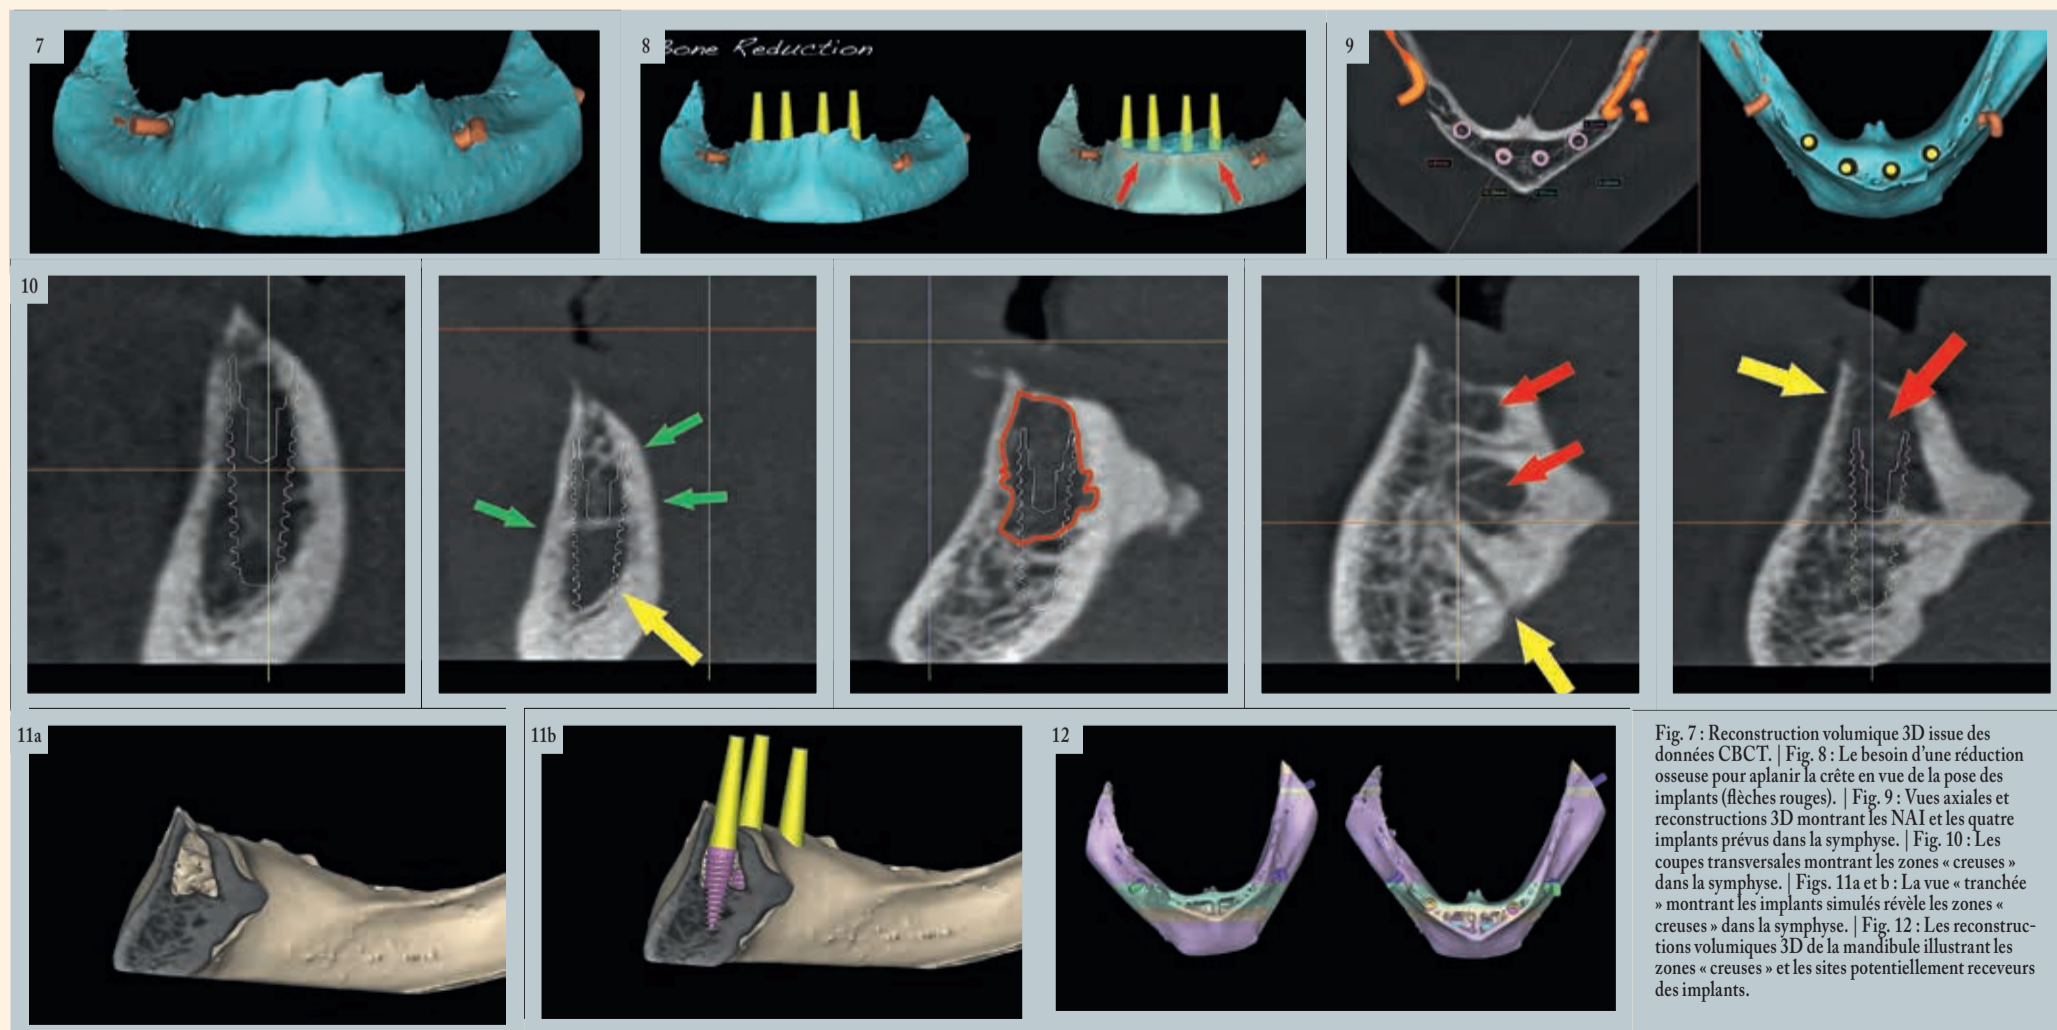 7
8
Bone Reduction
9
10
11a
11b
12
Fig. 7 : Reconstruction volumique 3D issue des
données CBCT. | Fig. 8 : Le besoin d’une réduction
osseuse pour aplanir la crête en vue de la pose des
implants (flèches rouges). | Fig. 9 : Vues axiales et
reconstructions 3D montrant les NAI et les quatre
implants prévus dans la symphyse. | Fig. 10 : Les
coupes transversales montrant les zones « creuses »
dans la symphyse. | Figs. 11a et b : La vue « tranchée
» montrant les implants simulés révèle les zones «
creuses » dans la symphyse. | Fig. 12 : Les reconstruc-
tions volumiques 3D de la mandibule illustrant les
zones « creuses » et les sites potentiellement receveurs
des implants.